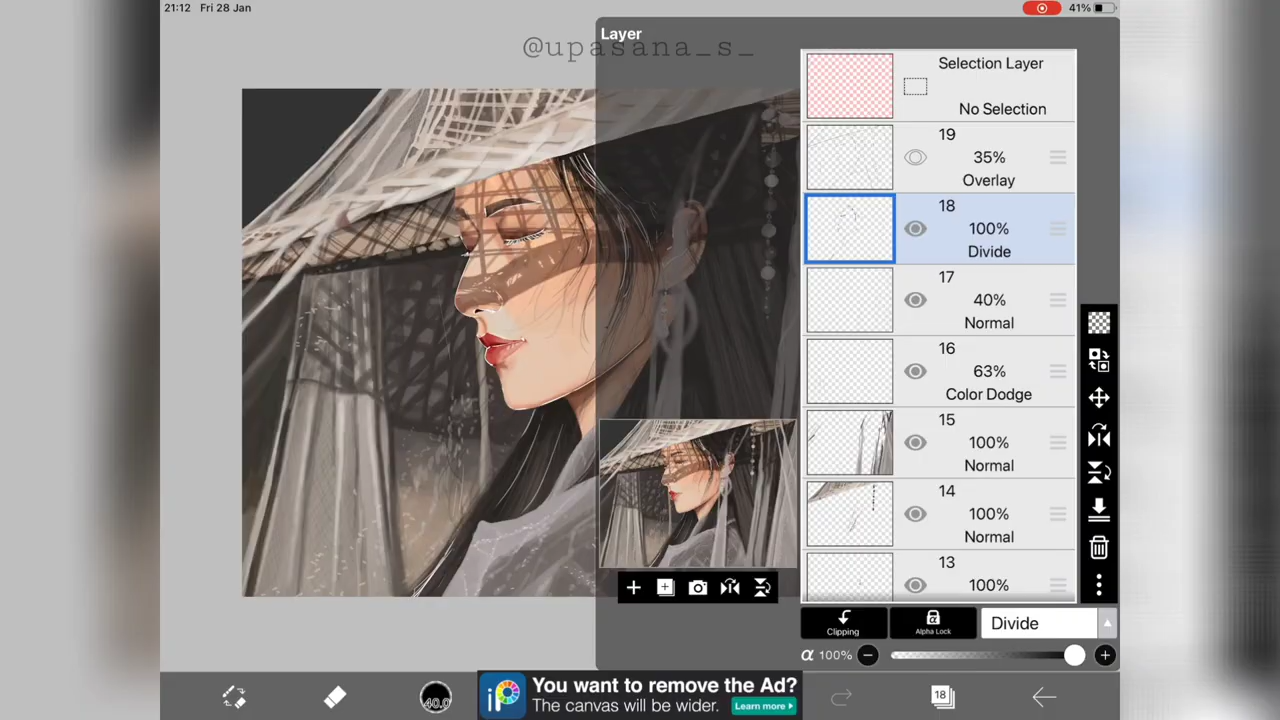 21:12 Fri 28 Jan
41%
Layer
@upasana_s_
Selection Layer
No Selection
19
35%
Overlay
18
100%
Divide
17
40%
Normal
16
63%
Color Dodge
15
100%
Normal
14
100%
Normal
13
100%
Clipping
Alpha Lock
Divide
α 100%
40.0
You want to remove the Ad?
The canvas will be wider.
Learn more
18